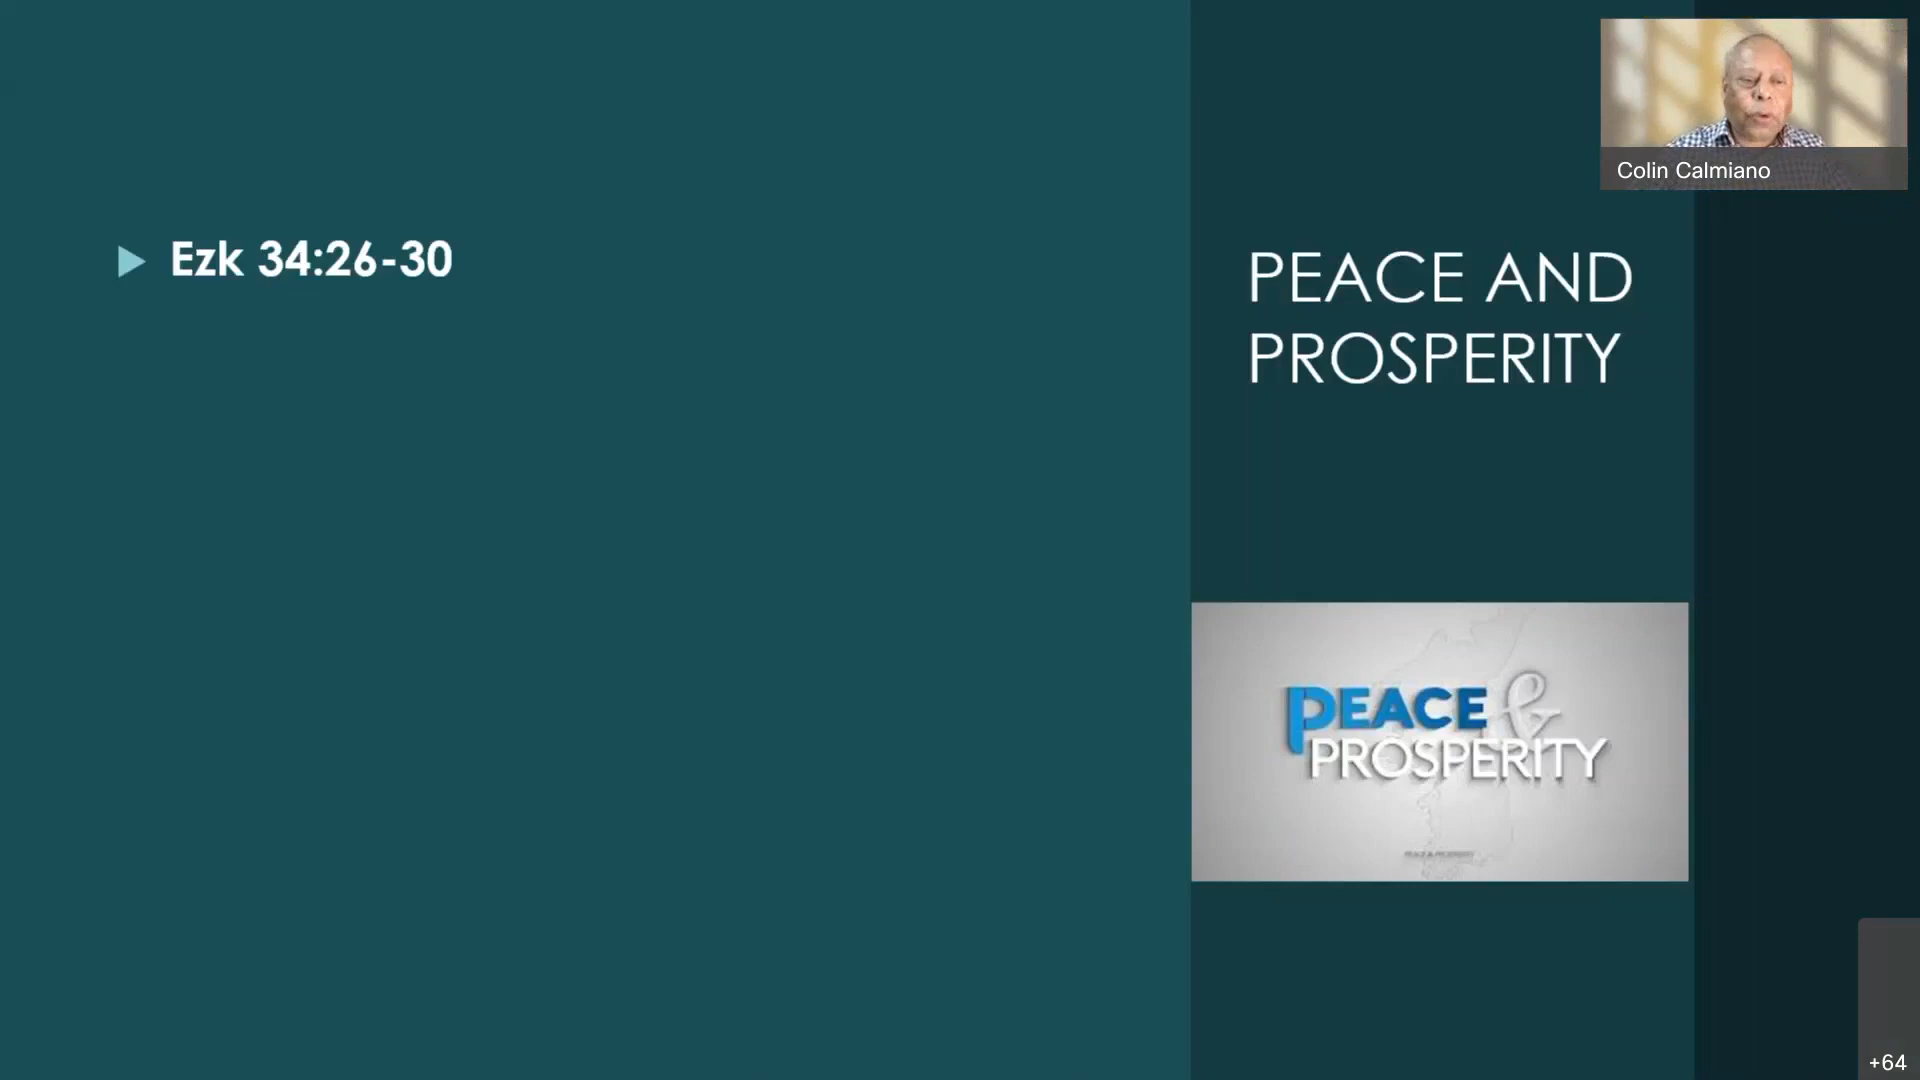 Colin Calmiano
Ezk 34:26-30
PEACE AND
PROSPERITY
PEACE &
PROSPERITY
+64